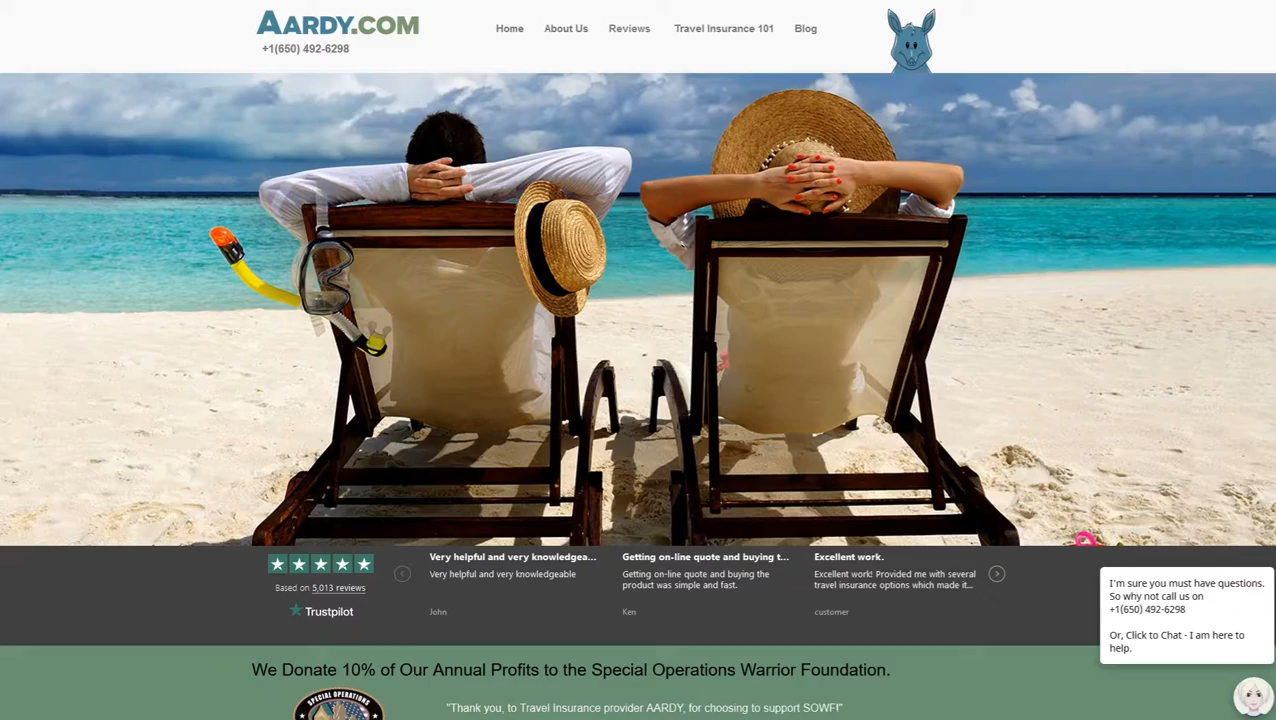 AARDY.COM
+1(650) 492-6298
Home About Us Reviews Travel Insurance 101 Blog
Based on 5,013 reviews
Trustpilot
Very helpful and very knowledgea...
Very helpful and very knowledgeable
John
Getting on-line quote and buying t...
Getting on-line quote and buying the
product was simple and fast.
Ken
Excellent work.
Excellent work! Provided me with several
travel insurance options which made it...
customer
I'm sure you must have questions.
So why not call us on
+1(650) 492-6298
Or, Click to Chat - I am here to
help.
We Donate 10% of Our Annual Profits to the Special Operations Warrior Foundation.
SPECIAL OPERATIONS
"Thank you, to Travel Insurance provider AARDY, for choosing to support SOWF!"